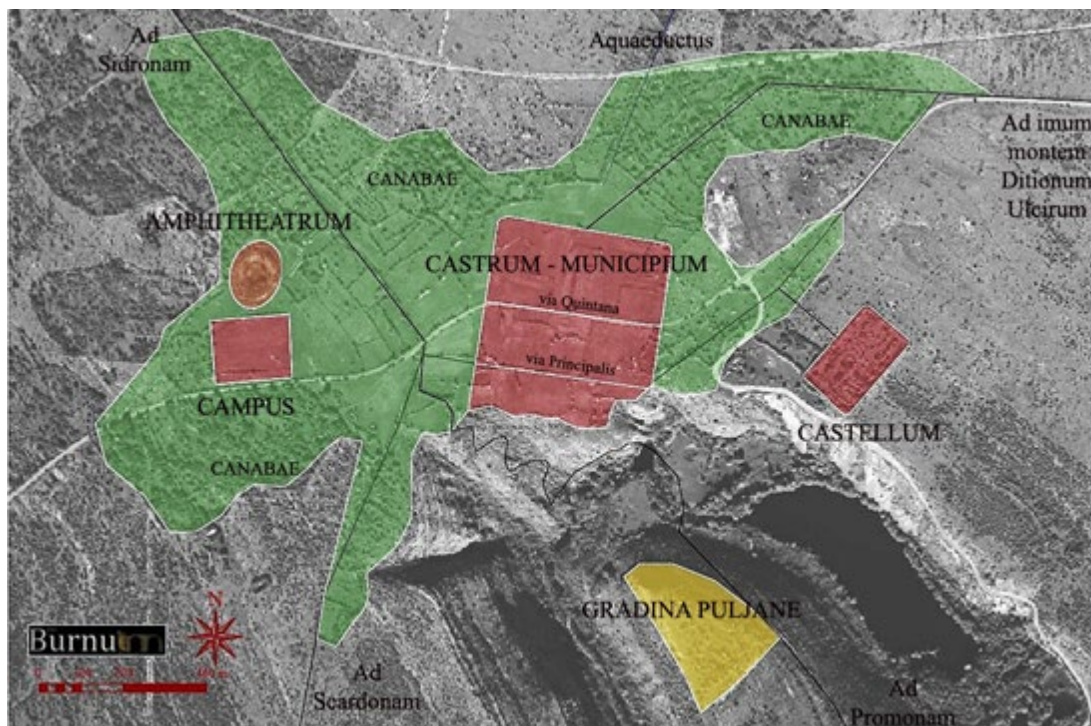 Ad
Sidronam
Aquaeductus
CANABAE
Ad imum
montem
Ditionum
Ulcirum
CANABAE
AMPHITHEATRUM
CASTRUM - MUNICIPIUM
via Quintana
via Principalis
CAMPUS
CASTELLUM
CANABAE
GRADINA PULJANE
N
Burnum
0
Ad
Scardonam
Ad
Promonam